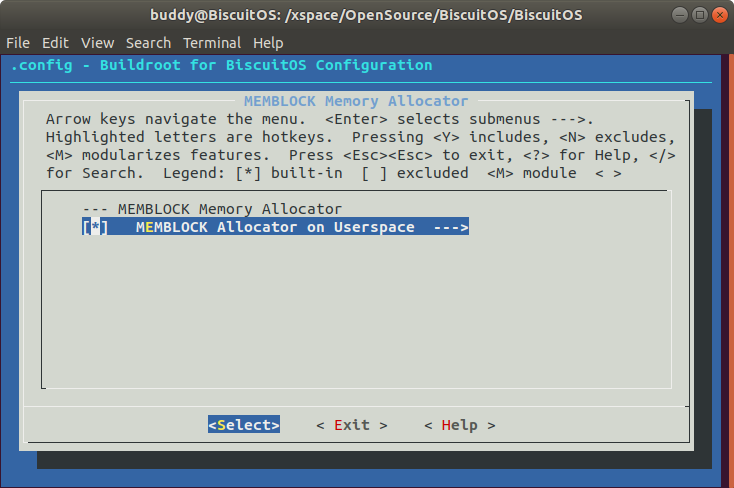 buddy@BiscuitOS: /xspace/OpenSource/BiscuitOS/BiscuitOS
File Edit View Search Terminal Help
.config - Buildroot for BiscuitOS Configuration
MEMBLOCK Memory Allocator
Arrow keys navigate the menu. <Enter> selects submenus --->.
Highlighted letters are hotkeys. Pressing <Y> includes, <N> excludes,
<M> modularizes features. Press <Esc><Esc> to exit, <?> for Help, </>
for Search. Legend: [*] built-in [ ] excluded <M> module < >
--- MEMBLOCK Memory Allocator
[*] MEMBLOCK Allocator on Userspace --->
<Select> < Exit > < Help >